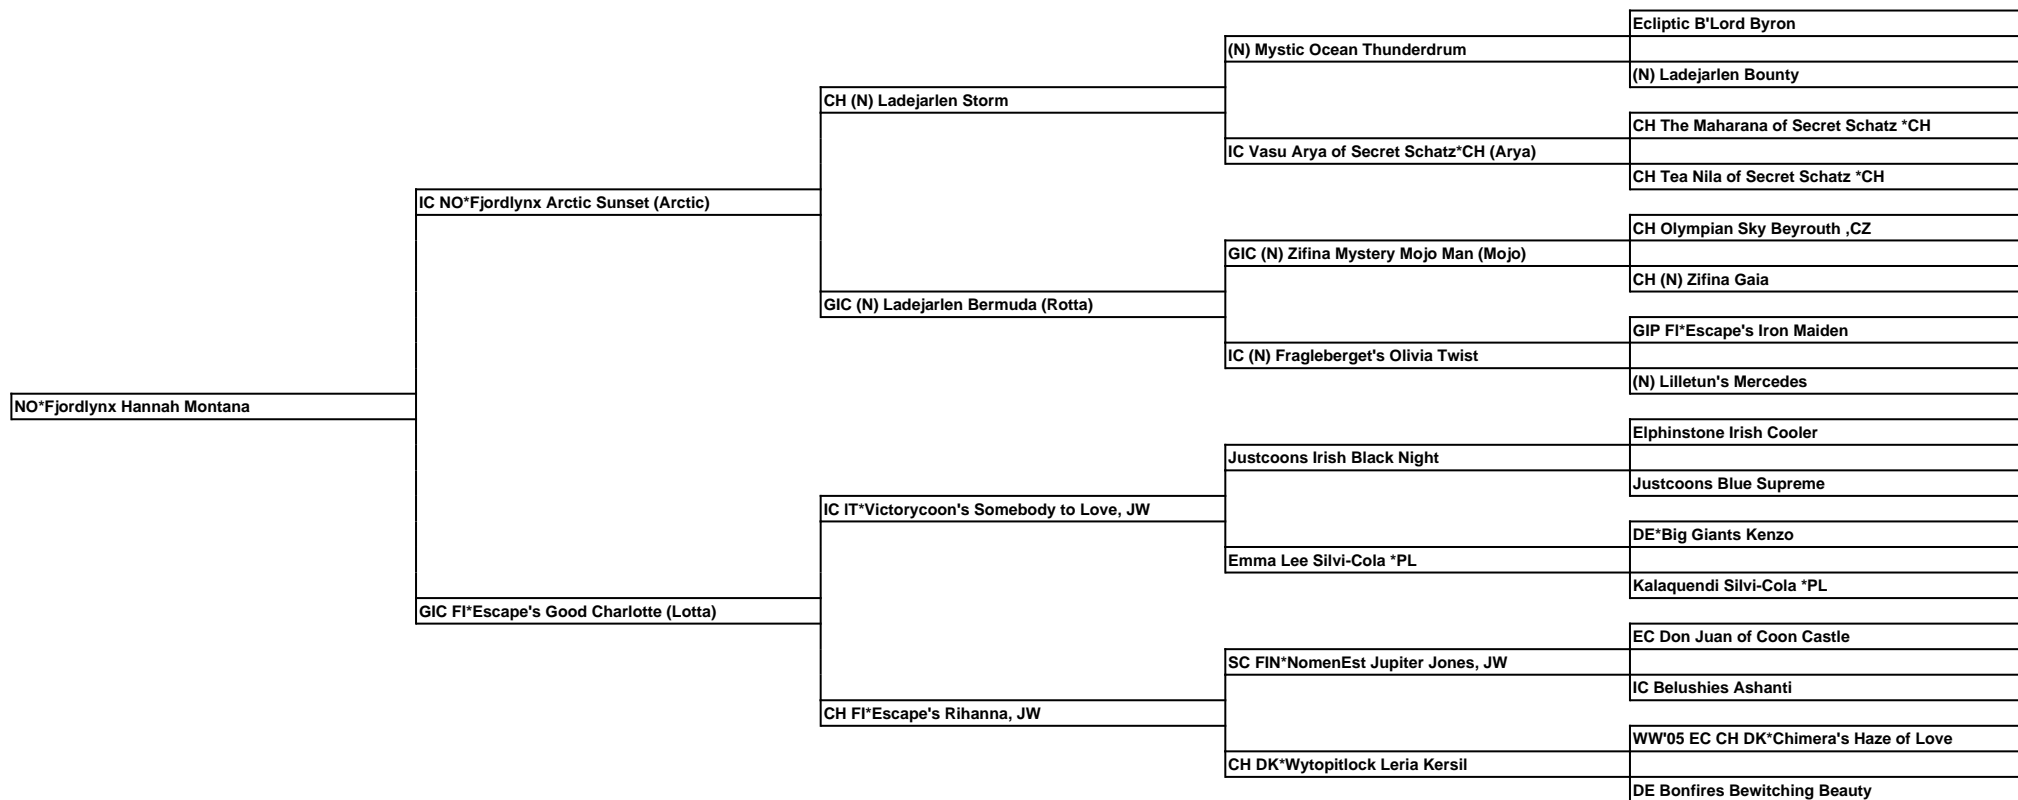 Ecliptic B'Lord Byron
(N) Mystic Ocean Thunderdrum
(N) Ladejarlen Bounty
CH (N) Ladejarlen Storm
CH The Maharana of Secret Schatz *CH
IC Vasu Arya of Secret Schatz*CH (Arya)
CH Tea Nila of Secret Schatz *CH
IC NO*Fjordlynx Arctic Sunset (Arctic)
CH Olympian Sky Beyrouth ,CZ
GIC (N) Zifina Mystery Mojo Man (Mojo)
CH (N) Zifina Gaia
GIC (N) Ladejarlen Bermuda (Rotta)
GIP FI*Escape's Iron Maiden
IC (N) Fragleberget's Olivia Twist
(N) Lilletun's Mercedes
NO*Fjordlynx Hannah Montana
Elphinstone Irish Cooler
Justcoons Irish Black Night
Justcoons Blue Supreme
IC IT*Victorycoon's Somebody to Love, JW
DE*Big Giants Kenzo
Emma Lee Silvi-Cola *PL
Kalaquendi Silvi-Cola *PL
GIC FI*Escape's Good Charlotte (Lotta)
EC Don Juan of Coon Castle
SC FIN*NomenEst Jupiter Jones, JW
IC Belushies Ashanti
CH FI*Escape's Rihanna, JW
WW'05 EC CH DK*Chimera's Haze of Love
CH DK*Wytopitlock Leria Kersil
DE Bonfires Bewitching Beauty